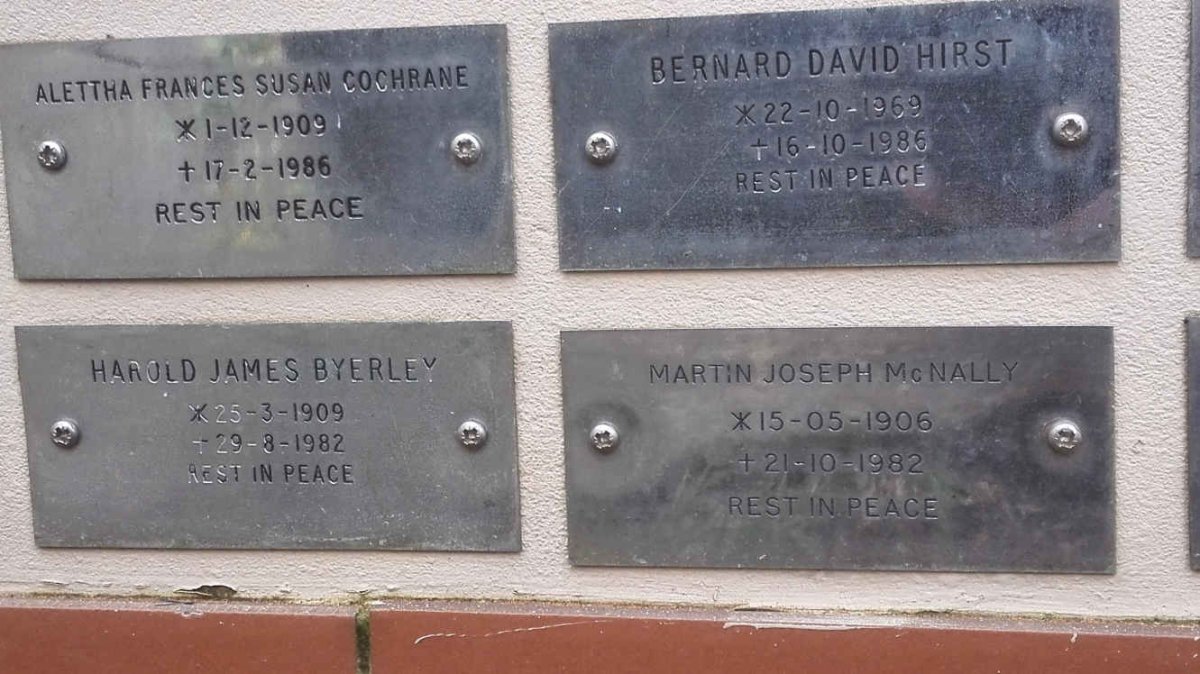 ALETTHA FRANCES SUSAN COCHRANE
*1-12-1909
†17-2-1986
REST IN PEACE
BERNARD DAVID HIRST
*22-10-1969
†16-10-1986
REST IN PEACE
HAROLD JAMES BYERLEY
*25-3-1909
†29-8-1982
REST IN PEACE
MARTIN JOSEPH McNALLY
*15-05-1906
†21-10-1982
REST IN PEACE